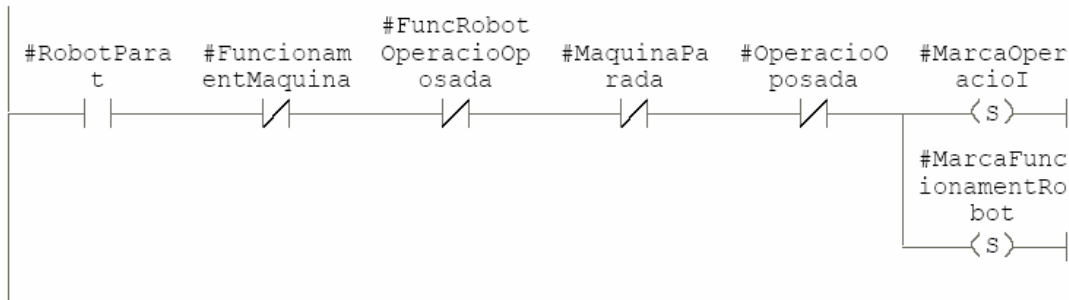 #FuncRobot
#RobotPara #Funcionam OperacioOp #MaquinaPa #OperacioO #MarcaOper
t entMaquina osada rada posada acioI
S
#MarcaFunc
ionamentRo
bot
S